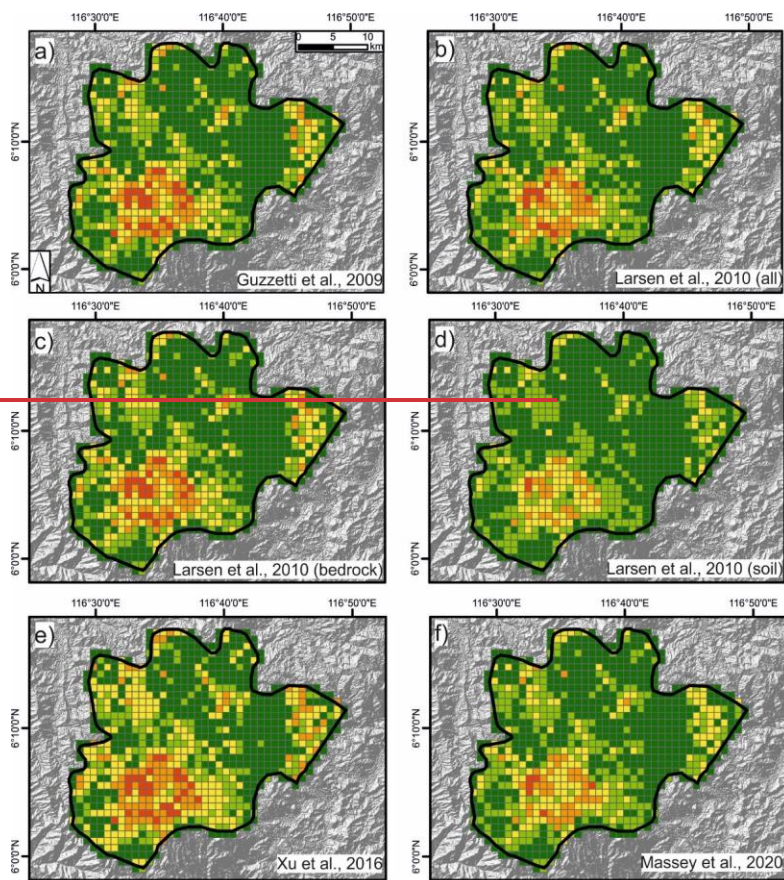 116°30'0"E 116°40'0"E 116°50'0"E
116°30'0"E 116°40'0"E 116°50'0"E
a)
0 5 10
km
b)
6°10'0"N
6°10'0"N
6°0'0"N
6°0'0"N
N
Guzzetti et al., 2009
Larsen et al., 2010 (all)
116°30'0"E 116°40'0"E 116°50'0"E
116°30'0"E 116°40'0"E 116°50'0"E
c)
d)
6°10'0"N
6°10'0"N
6°0'0"N
6°0'0"N
Larsen et al., 2010 (bedrock)
Larsen et al., 2010 (soil)
116°30'0"E 116°40'0"E 116°50'0"E
116°30'0"E 116°40'0"E 116°50'0"E
e)
f)
6°10'0"N
6°10'0"N
6°0'0"N
6°0'0"N
Xu et al., 2016
Massey et al., 2020